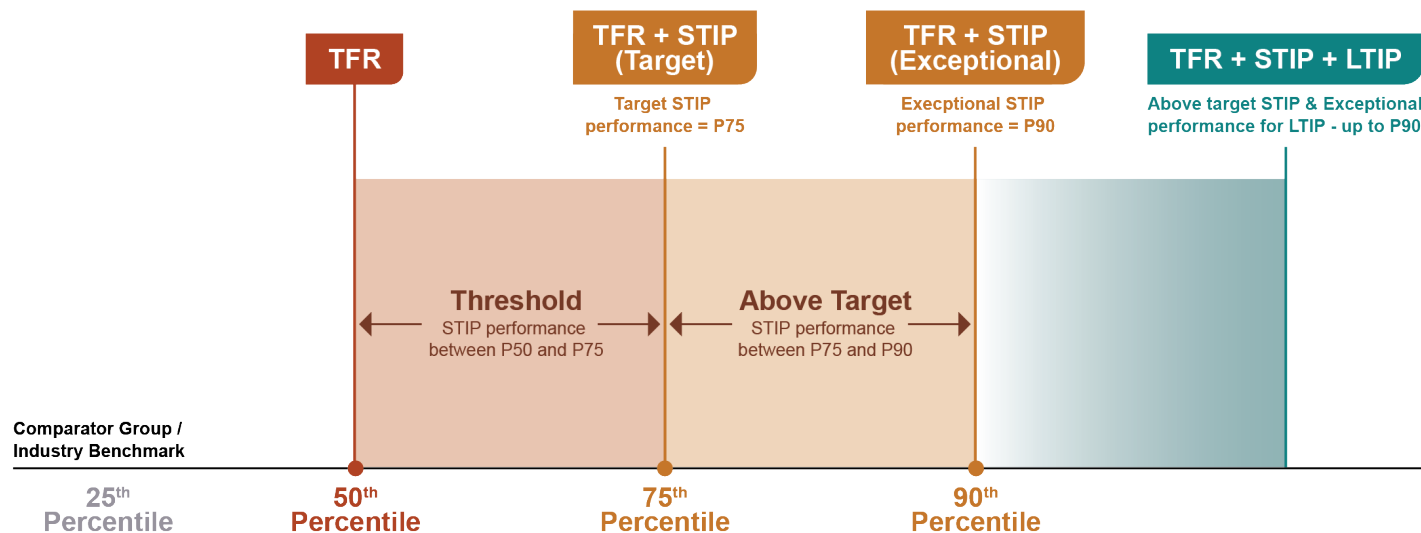 TFR
TFR + STIP
(Target)
TFR + STIP
(Exceptional)
TFR + STIP + LTIP
Target STIP
performance = P75
Execptional STIP
performance = P90
Above target STIP & Exceptional
performance for LTIP - up to P90
Threshold
STIP performance
between P50 and P75
Above Target
STIP performance
between P75 and P90
Comparator Group /
Industry Benchmark
25th
Percentile
50th
Percentile
75th
Percentile
90th
Percentile